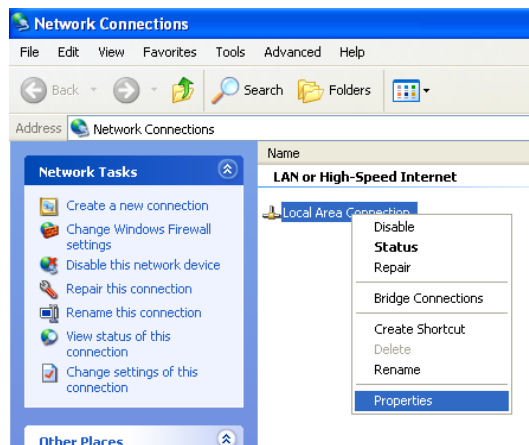 Network Connections
File Edit View Favorites Tools Advanced Help
Back Search Folders
Address Network Connections
Name
Network Tasks
LAN or High-Speed Internet
Create a new connection
Change Windows Firewall
settings
Disable this network device
Repair this connection
Rename this connection
View status of this
connection
Change settings of this
connection
Other Places
Local Area Connection
Disable
Status
Repair
Bridge Connections
Create Shortcut
Delete
Rename
Properties